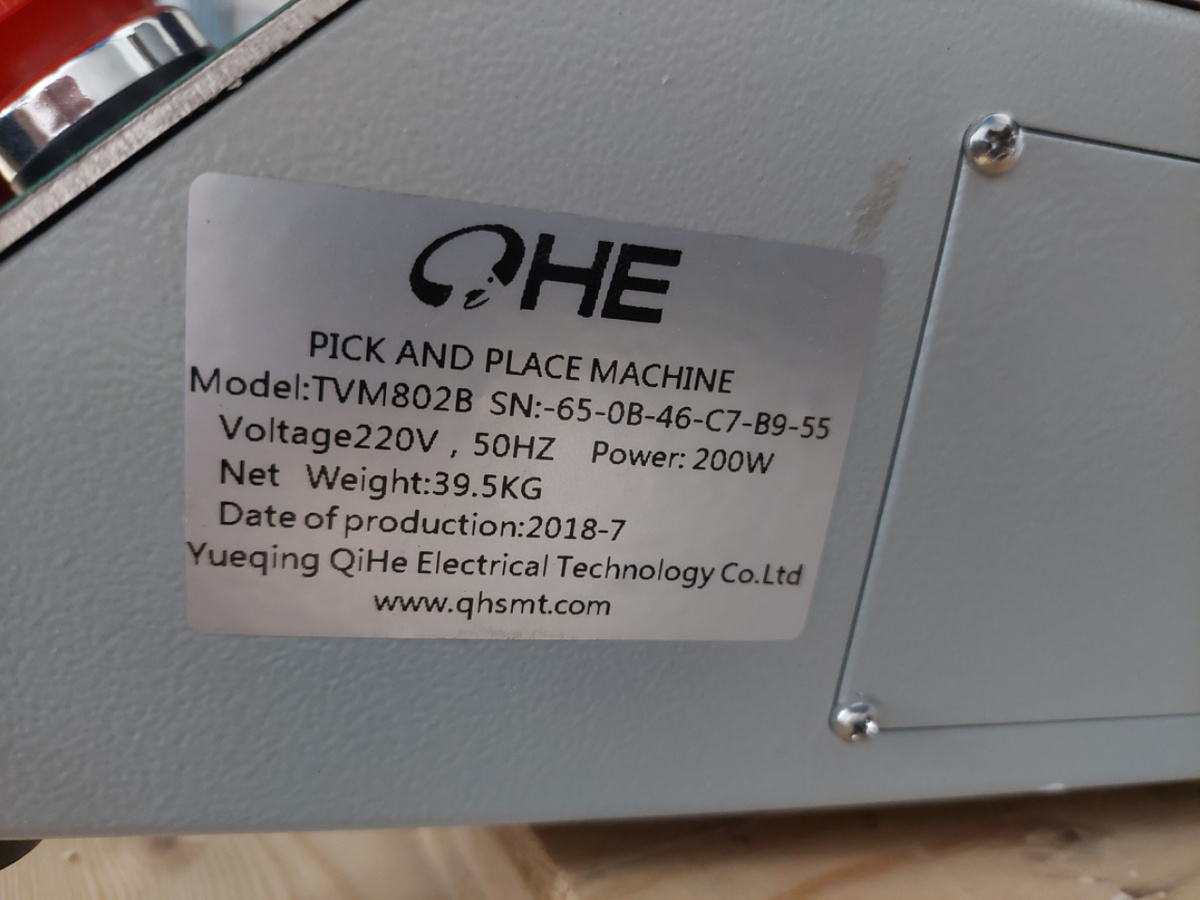 QiHE
PICK AND PLACE MACHINE
Model:TVM802B SN:-65-0B-46-C7-B9-55
Voltage220V , 50HZ Power: 200W
Net Weight:39.5KG
Date of production:2018-7
Yueqing QiHe Electrical Technology Co.Ltd
www.qhsmt.com